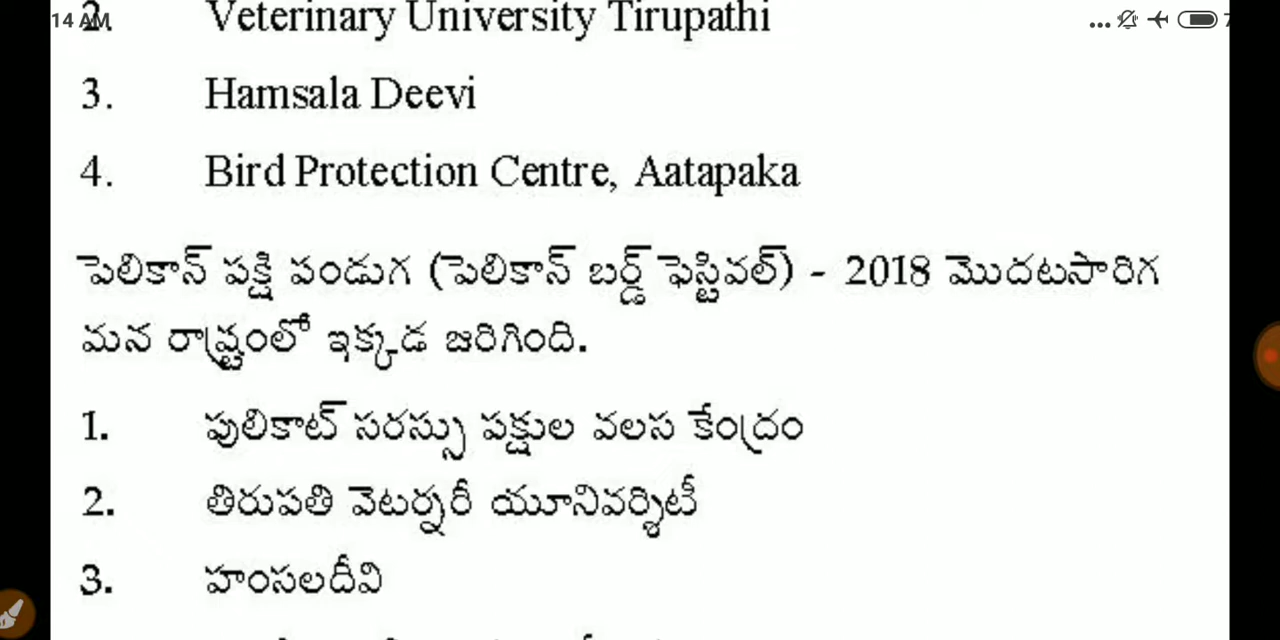 14 AM
2. Veterinary University Tirupathi
3. Hamsala Deevi
4. Bird Protection Centre, Aatapaka
పెలికాన్ పక్షి పండుగ (పెలికాన్ బర్డ్ ఫెస్టివల్) - 2018 మొదటసారిగ
మన రాష్ట్రంలో ఇక్కడ జరిగింది.
1. పులికాట్ సరస్సు పక్షుల వలస కేంద్రం
2. తిరుపతి వెటర్నరీ యూనివర్శిటీ
3. హంసలదీవి